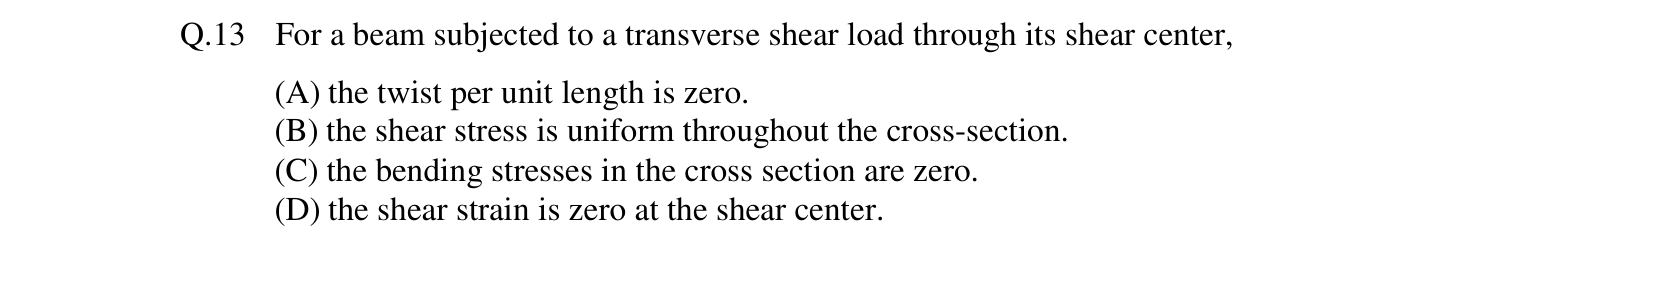 Q.13 For a beam subjected to a transverse shear load through its shear center,
(A) the twist per unit length is zero.
(B) the shear stress is uniform throughout the cross-section.
(C) the bending stresses in the cross section are zero.
(D) the shear strain is zero at the shear center.